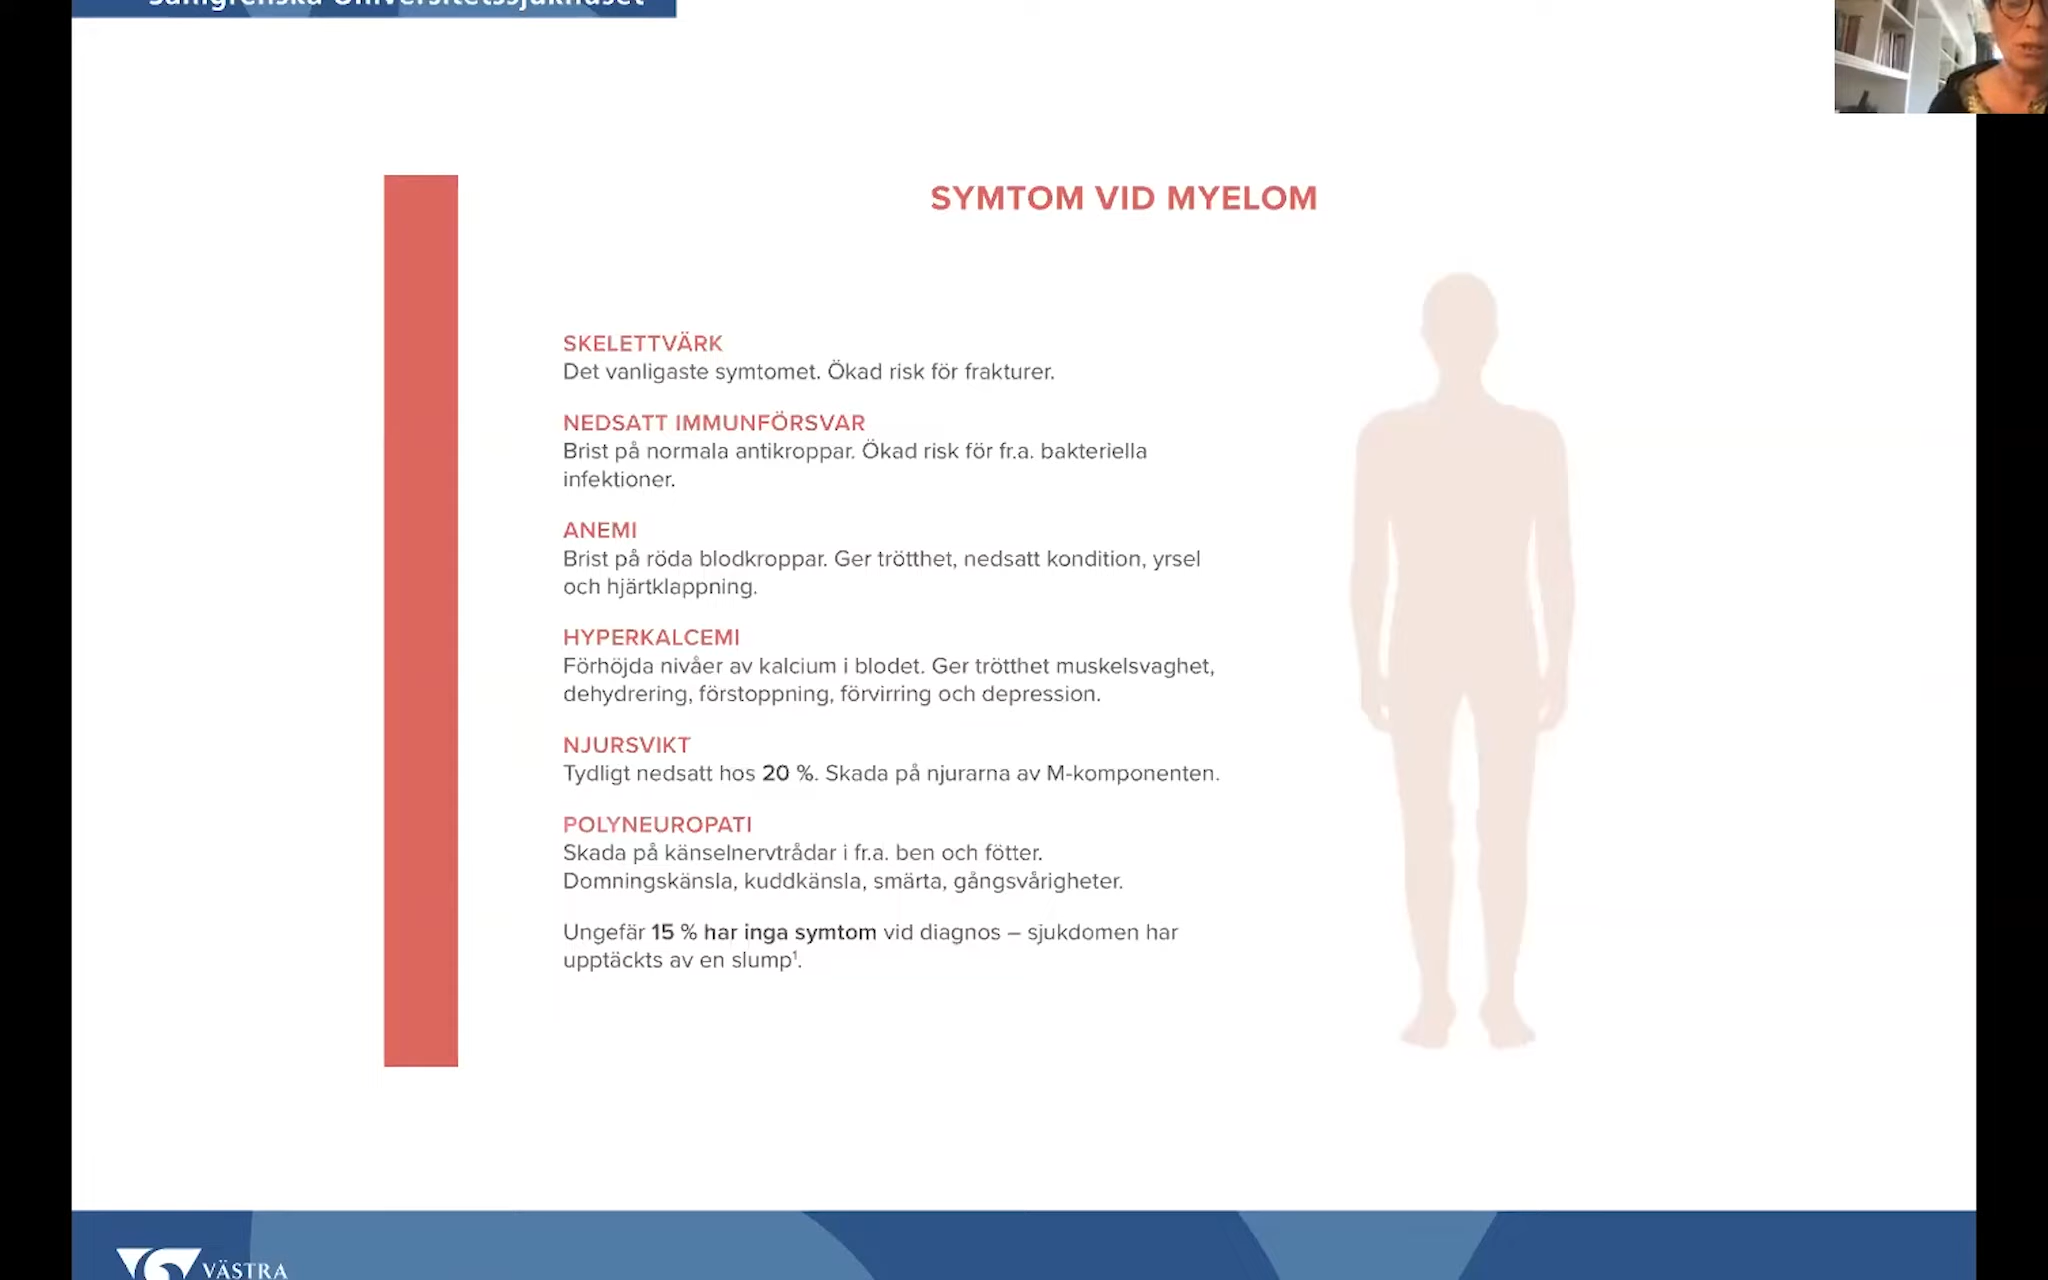 Sahlgrenska Universitetssjukhuset
SYMTOM VID MYELOM
SKELETTVÄRK
Det vanligaste symtomet. Ökad risk för frakturer.
NEDSATT IMMUNFÖRSVAR
Brist på normala antikroppar. Ökad risk för fr.a. bakteriella
infektioner.
ANEMI
Brist på röda blodkroppar. Ger trötthet, nedsatt kondition, yrsel
och hjärtklappning.
HYPERKALCEMI
Förhöjda nivåer av kalcium i blodet. Ger trötthet muskelsvaghet,
dehydrering, förstoppning, förvirring och depression.
NJURSVIKT
Tydligt nedsatt hos 20 %. Skada på njurarna av M-komponenten.
POLYNEUROPATI
Skada på känselnervtrådar i fr.a. ben och fötter.
Domningskänsla, kuddkänsla, smärta, gångsvårigheter.
Ungefär 15 % har inga symtom vid diagnos – sjukdomen har
upptäckts av en slump¹.
VÄSTRA